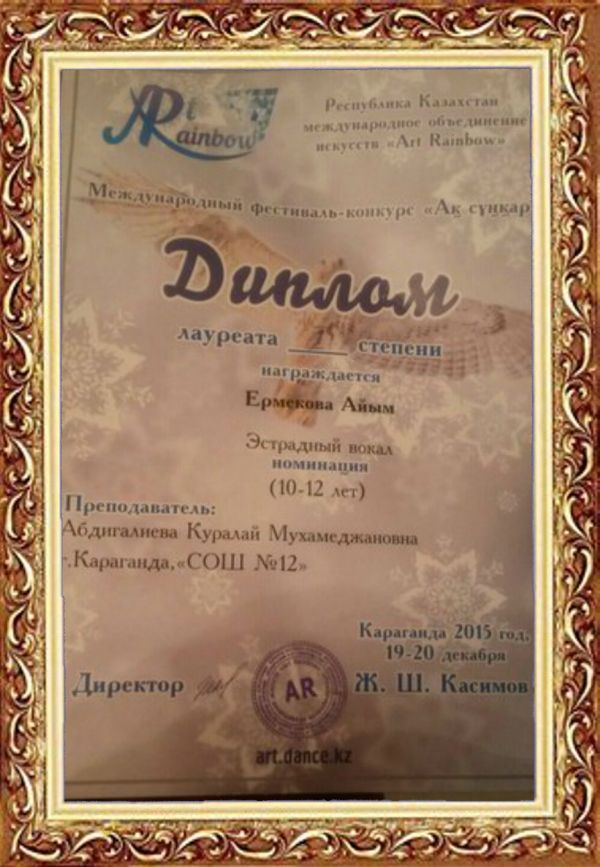 Art
Rainbow
Республика Казахстан
международное объединение
искусств «Art Rainbow»
Международный фестиваль-конкурс «Ақ сұңқар
Диплом
лауреата ____ степени
награждается
Ермекова Айым
Эстрадный вокал
номинация
(10-12 лет)
Преподаватель:
Абдигалиева Куралай Мухамеджановна
г.Караганда,«СОШ №12»
Караганда 2015 год,
19-20 декабря
Директор
AR
Ж. Ш. Касимов
art.dance.kz